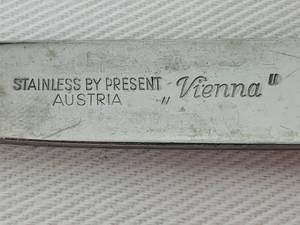 STAINLESS BY PRESENT
AUSTRIA
„Vienna"